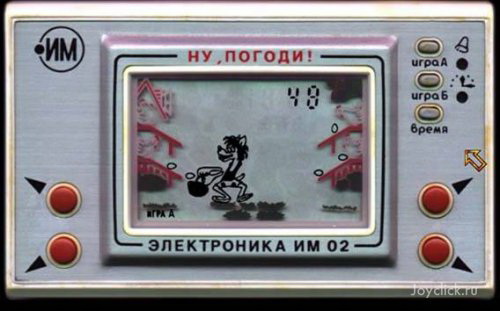 ИМ
НУ, ПОГОДИ!
игра А
игра Б
время
48
ИГРА А
ЭЛЕКТРОНИКА ИМ 02
Joyclick.ru